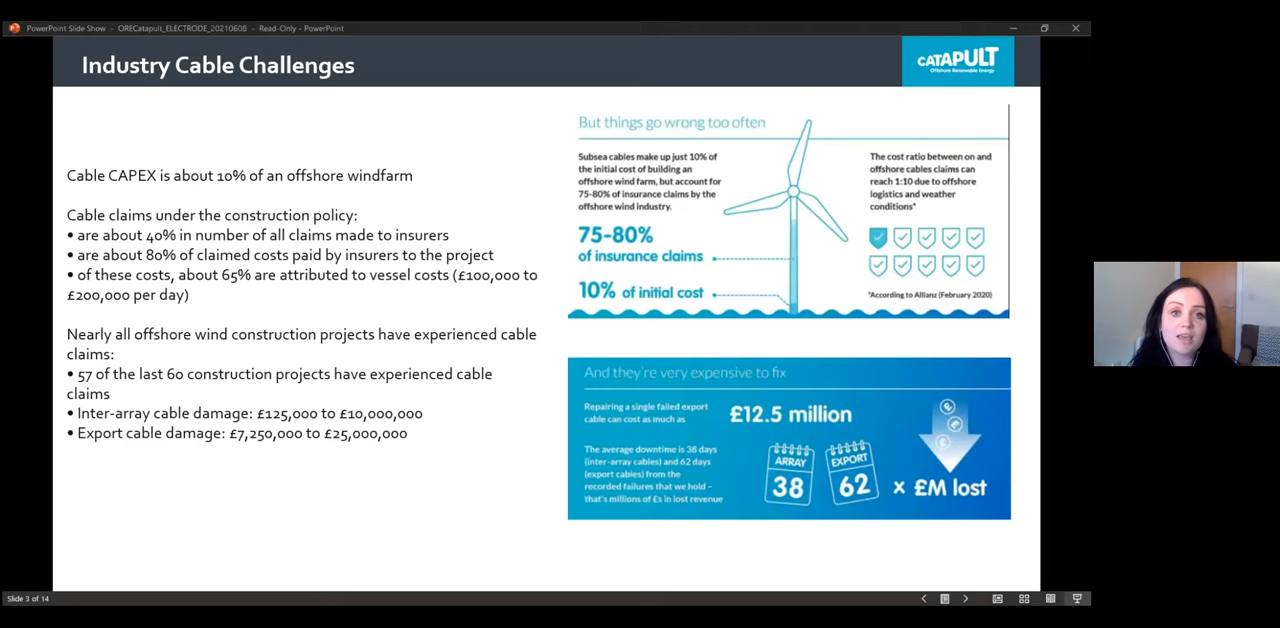 PowerPoint Slide Show - ORECatapult_ELECTRODE_20210608 - Read-Only - PowerPoint
Industry Cable Challenges
CATAPULT
Offshore Renewable Energy
Cable CAPEX is about 10% of an offshore windfarm
Cable claims under the construction policy:
• are about 40% in number of all claims made to insurers
• are about 80% of claimed costs paid by insurers to the project
• of these costs, about 65% are attributed to vessel costs (£100,000 to
£200,000 per day)
Nearly all offshore wind construction projects have experienced cable
claims:
• 57 of the last 60 construction projects have experienced cable
claims
• Inter-array cable damage: £125,000 to £10,000,000
• Export cable damage: £7,250,000 to £25,000,000
But things go wrong too often
Subsea cables make up just 10% of
the initial cost of building an
offshore wind farm, but account for
75-80% of insurance claims by the
offshore wind industry.
75-80%
of insurance claims
10% of initial cost
The cost ratio between on and
offshore cables claims can
reach 1:10 due to offshore
logistics and weather
conditions*
*According to Allianz (February 2020)
And they're very expensive to fix
Repairing a single failed export
cable can cost as much as
£12.5 million
The average downtime is 38 days
(inter-array cables) and 62 days
(export cables) from the
recorded failures that we hold -
that's millions of £s in lost revenue
ARRAY
38
EXPORT
62
x £M lost
£
£
£
Slide 3 of 14